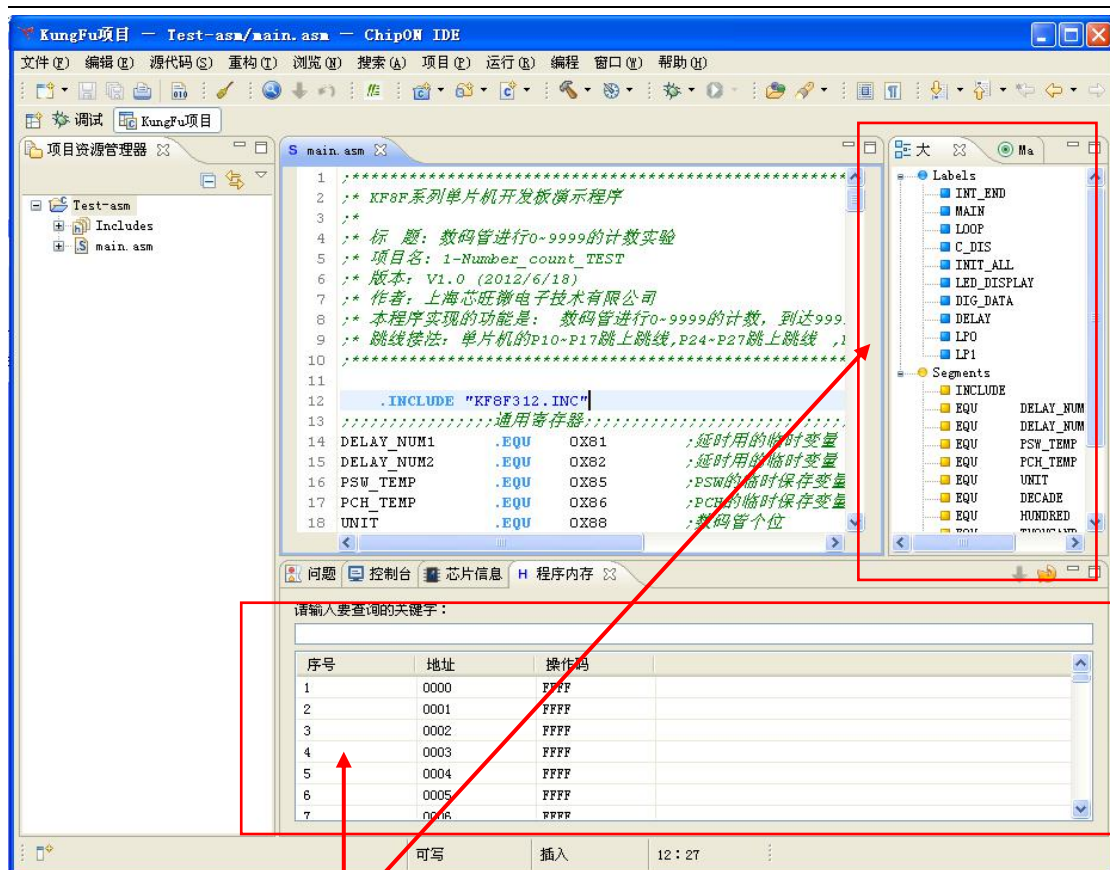 KungFu项目 － Test-asm/main.asm － ChipON IDE
文件(F) 编辑(E) 源代码(S) 重构(T) 浏览(N) 搜索(A) 项目(P) 运行(R) 编程 窗口(W) 帮助(H)
调试 KungFu项目
项目资源管理器
Test-asm
Includes
main.asm
main.asm
1 ;**************************************************
2 ;* KF8F系列单片机开发板演示程序
3 ;*
4 ;* 标 题: 数码管进行0~9999的计数实验
5 ;* 项目名: 1-Number_count_TEST
6 ;* 版本: V1.0 (2012/6/18)
7 ;* 作者: 上海芯旺微电子技术有限公司
8 ;* 本程序实现的功能是: 数码管进行0~9999的计数, 到达999
9 ;* 跳线接法: 单片机的P10~P17跳上跳线,P24~P27跳上跳线 ,
10 ;**************************************************
11
12 .INCLUDE "KF8F312.INC"
13 ;;;;;;;;;;;;;;;;通用寄存器;;;;;;;;;;;;;;;;;;;;;;;;
14 DELAY_NUM1 .EQU 0X81 ;延时用的临时变量
15 DELAY_NUM2 .EQU 0X82 ;延时用的临时变量
16 PSW_TEMP .EQU 0X85 ;PSW的临时保存变量
17 PCH_TEMP .EQU 0X86 ;PCH的临时保存变量
18 UNIT .EQU 0X88 ;数码管个位
大 Ma
Labels
INT_END
MAIN
LOOP
C_DIS
INIT_ALL
LED_DISPLAY
DIG_DATA
DELAY
LP0
LP1
Segments
INCLUDE
EQU DELAY_NUM
EQU DELAY_NUM
EQU PSW_TEMP
EQU PCH_TEMP
EQU UNIT
EQU DECADE
EQU HUNDRED
EQU THOUSAND
问题 控制台 芯片信息 H 程序内存
请输入要查询的关键字：
序号 地址 操作码
1 0000 FFFF
2 0001 FFFF
3 0002 FFFF
4 0003 FFFF
5 0004 FFFF
6 0005 FFFF
7 0006 FFFF
可写 插入 12：27